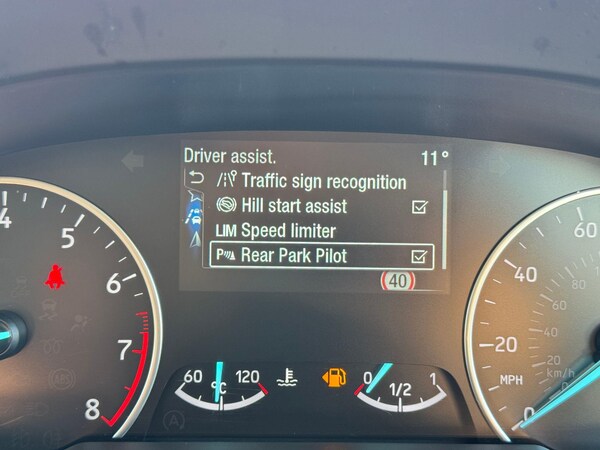 Driver assist. 11°
Traffic sign recognition
Hill start assist
LIM Speed limiter
P Rear Park Pilot
40
4
5
6
7
8
60 °C 120
0 1/2 1
60
40
20
0
MPH
80
40
20
0
km/h
A